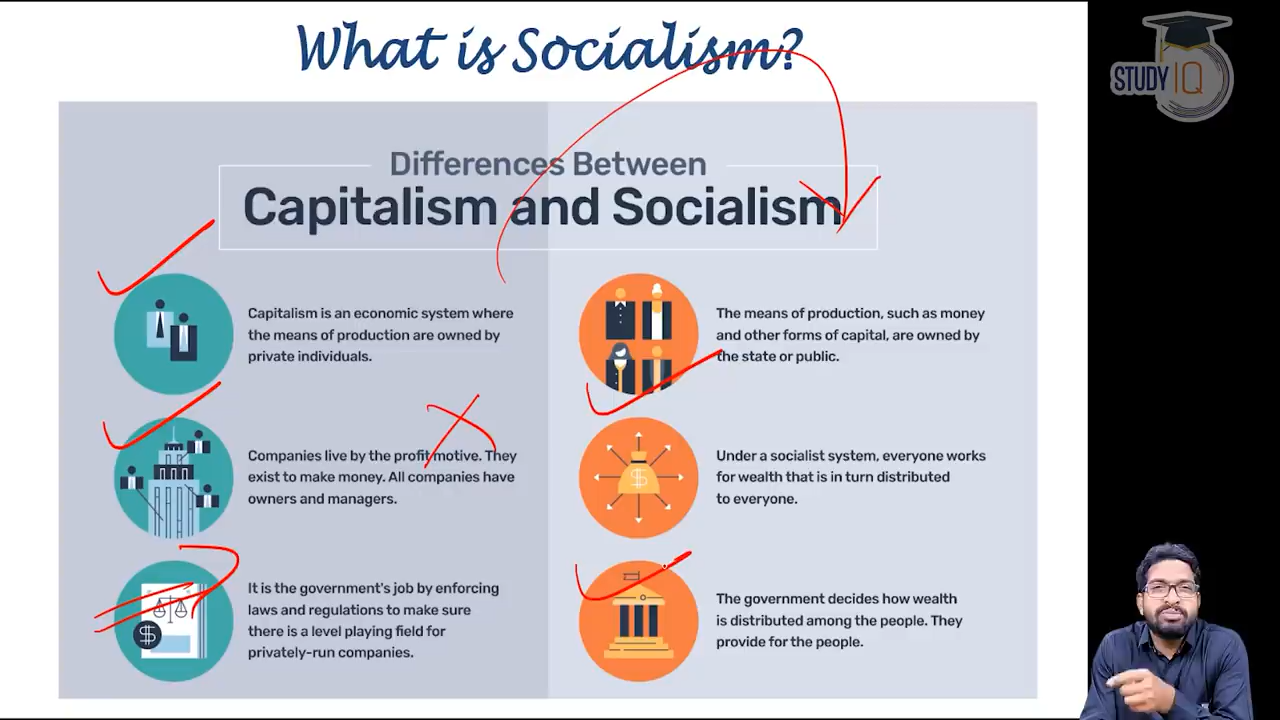 What is Socialism?
STUDY IQ
Differences Between
Capitalism and Socialism
Capitalism is an economic system where
the means of production are owned by
private individuals.
Companies live by the profit motive. They
exist to make money. All companies have
owners and managers.
It is the government's job by enforcing
laws and regulations to make sure
there is a level playing field for
privately-run companies.
The means of production, such as money
and other forms of capital, are owned by
the state or public.
Under a socialist system, everyone works
for wealth that is in turn distributed
to everyone.
The government decides how wealth
is distributed among the people. They
provide for the people.